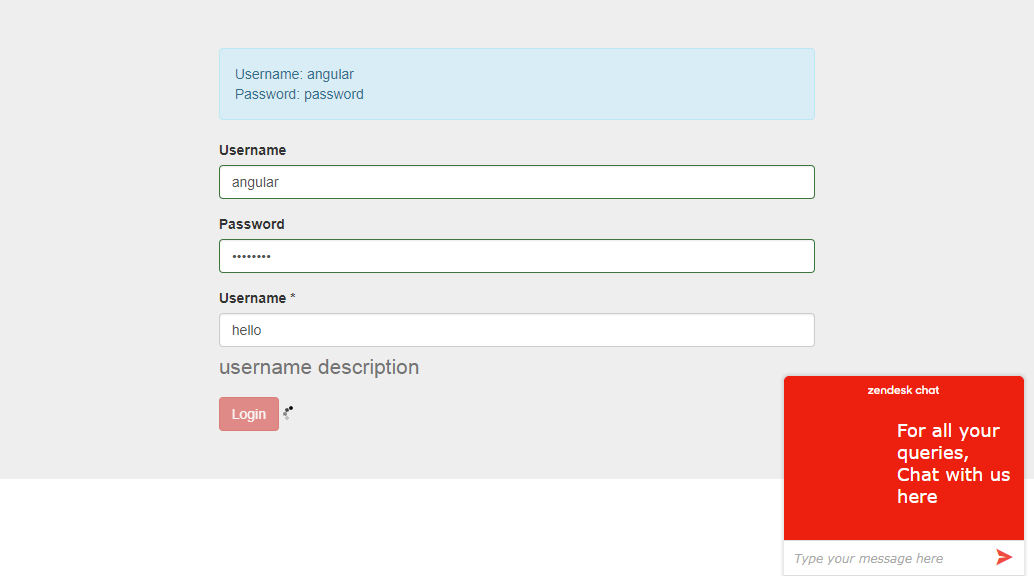 Username: angular
Password: password
Username
angular
Password
••••••••
Username *
hello
username description
Login
zendesk chat
For all your
queries,
Chat with us
here
Type your message here